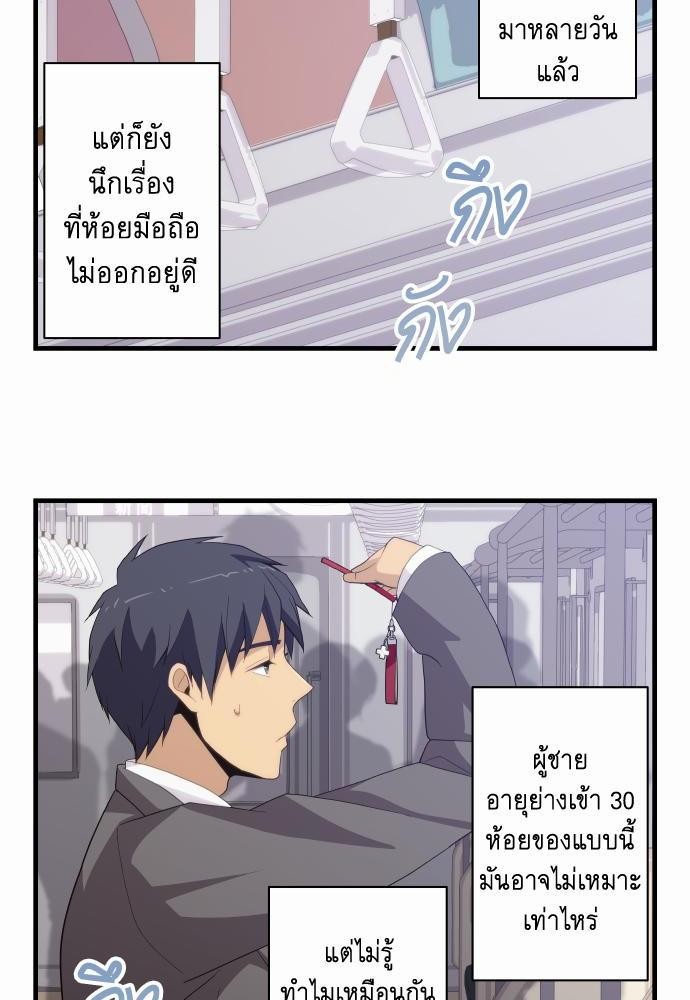 มาหลายวัน
แล้ว
แต่ก็ยัง
นึกเรื่อง
ที่ห้อยมือถือ
ไม่ออกอยู่ดี
กึง
กัง
ผู้ชาย
อายุย่างเข้า 30
ห้อยของแบบนี้
มันอาจไม่เหมาะ
เท่าไหร่
แต่ไม่รู้
ทำไมเหมือนกัน
กึง